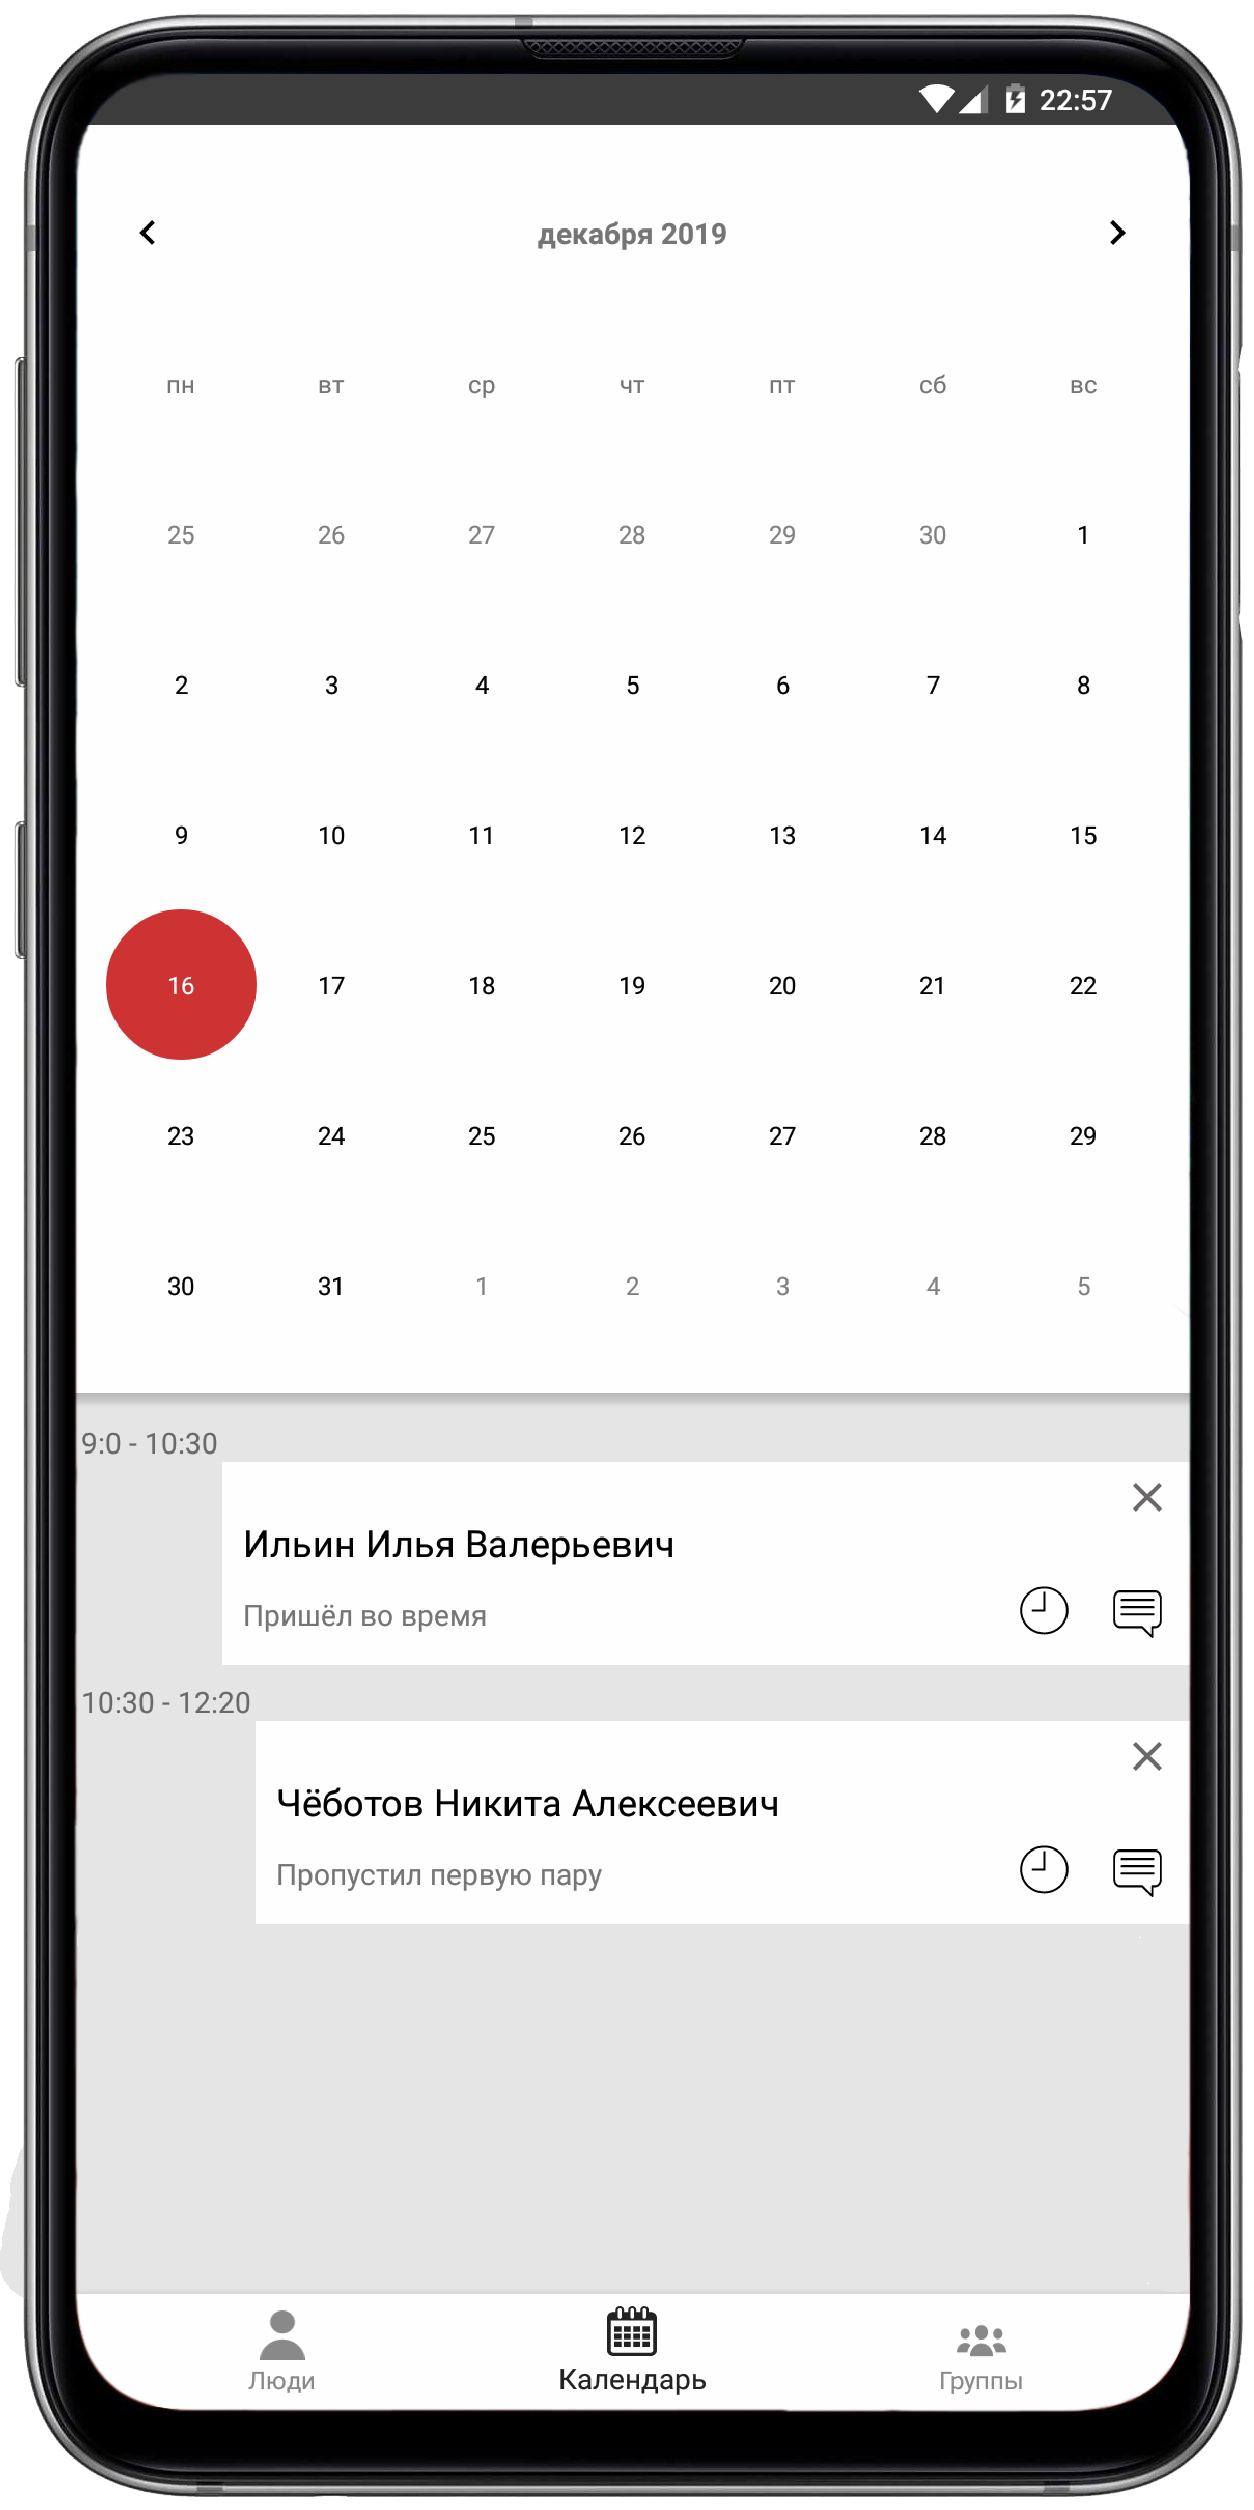 22:57
декабря 2019
пн вт ср чт пт сб вс
25 26 27 28 29 30 1
2 3 4 5 6 7 8
9 10 11 12 13 14 15
16 17 18 19 20 21 22
23 24 25 26 27 28 29
30 31 1 2 3 4 5
9:0 - 10:30
Ильин Илья Валерьевич
Пришёл во время
10:30 - 12:20
Чёботов Никита Алексеевич
Пропустил первую пару
Люди Календарь Группы